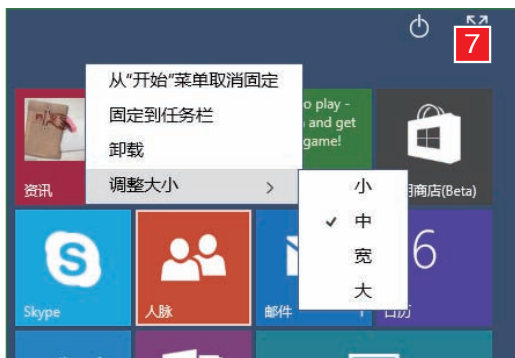 7
从“开始”菜单取消固定
固定到任务栏
卸载
调整大小
小
中
宽
大
o play -
and get
game!
资讯
用商店(Beta)
S
Skype
人脉
邮件
6
日历